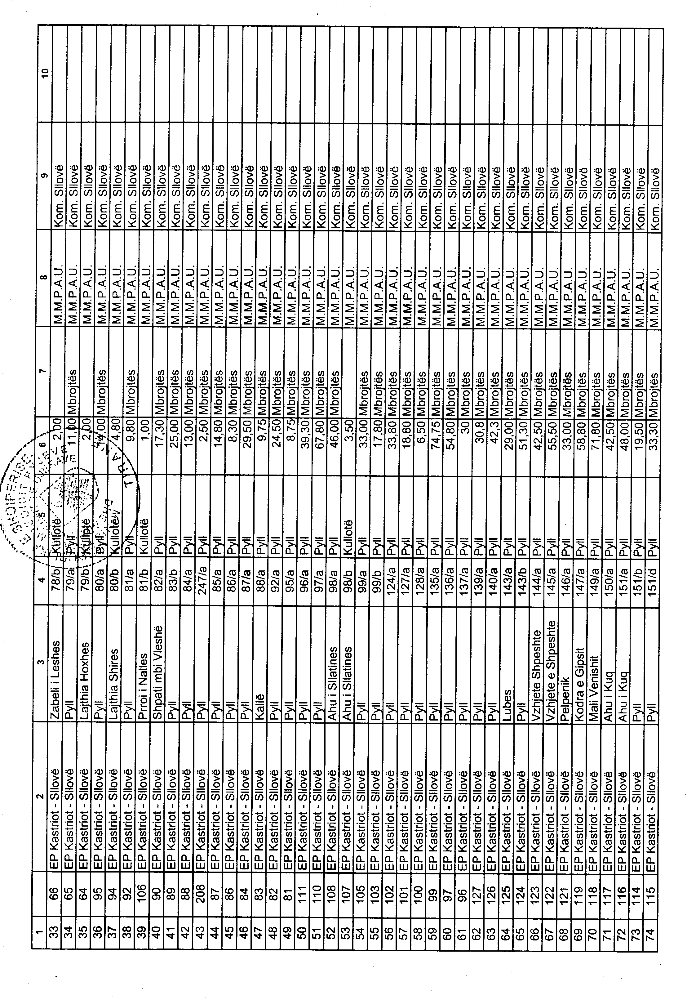 1 2 3 4 5 6 7 8 9 10
33 66 EP Kastriot - Sllovë Zabeli i Leshes 78/b Kullotë 2,00 M.M.P.A.U. Kom. Sllovë
34 65 EP Kastriot - Sllovë Pyll 79/a Pyll 11,00 Mbrojtës M.M.P.A.U. Kom. Sllovë
35 64 EP Kastriot - Sllovë Lajthia Hoxhes 79/b Kullotë 2,00 M.M.P.A.U. Kom. Sllovë
36 95 EP Kastriot - Sllovë Pyll 80/a Pyll 14,00 Mbrojtës M.M.P.A.U. Kom. Sllovë
37 94 EP Kastriot - Sllovë Lajthia Shires 80/b Kullotë 4,80 M.M.P.A.U. Kom. Sllovë
38 92 EP Kastriot - Sllovë Pyll 81/a Pyll 9,80 Mbrojtës M.M.P.A.U. Kom. Sllovë
39 106 EP Kastriot - Sllovë Prroi i Nalles 81/b Kullotë 1,00 M.M.P.A.U. Kom. Sllovë
40 90 EP Kastriot - Sllovë Shpati mbi Vleshë 82/a Pyll 17,30 Mbrojtës M.M.P.A.U. Kom. Sllovë
41 89 EP Kastriot - Sllovë Pyll 83/b Pyll 25,00 Mbrojtës M.M.P.A.U. Kom. Sllovë
42 88 EP Kastriot - Sllovë Pyll 84/a Pyll 13,00 Mbrojtës M.M.P.A.U. Kom. Sllovë
43 208 EP Kastriot - Sllovë Pyll 247/a Pyll 2,50 Mbrojtës M.M.P.A.U. Kom. Sllovë
44 87 EP Kastriot - Sllovë Pyll 85/a Pyll 14,80 Mbrojtës M.M.P.A.U. Kom. Sllovë
45 86 EP Kastriot - Sllovë Pyll 86/a Pyll 8,30 Mbrojtës M.M.P.A.U. Kom. Sllovë
46 84 EP Kastriot - Sllovë Pyll 87/a Pyll 29,50 Mbrojtës M.M.P.A.U. Kom. Sllovë
47 83 EP Kastriot - Sllovë Kallë 88/a Pyll 9,75 Mbrojtës M.M.P.A.U. Kom. Sllovë
48 82 EP Kastriot - Sllovë Pyll 92/a Pyll 24,50 Mbrojtës M.M.P.A.U. Kom. Sllovë
49 81 EP Kastriot - Sllovë Pyll 95/a Pyll 8,75 Mbrojtës M.M.P.A.U. Kom. Sllovë
50 111 EP Kastriot - Sllovë Pyll 96/a Pyll 39,30 Mbrojtës M.M.P.A.U. Kom. Sllovë
51 110 EP Kastriot - Sllovë Pyll 97/a Pyll 67,80 Mbrojtës M.M.P.A.U. Kom. Sllovë
52 108 EP Kastriot - Sllovë Ahu i Sllatines 98/a Pyll 46,00 Mbrojtës M.M.P.A.U. Kom. Sllovë
53 107 EP Kastriot - Sllovë Ahu i Sllatines 98/b Kullotë 3,50 M.M.P.A.U. Kom. Sllovë
54 105 EP Kastriot - Sllovë Pyll 99/a Pyll 33,00 Mbrojtës M.M.P.A.U. Kom. Sllovë
55 103 EP Kastriot - Sllovë Pyll 99/b Pyll 17,80 Mbrojtës M.M.P.A.U. Kom. Sllovë
56 102 EP Kastriot - Sllovë Pyll 124/a Pyll 33,80 Mbrojtës M.M.P.A.U. Kom. Sllovë
57 101 EP Kastriot - Sllovë Pyll 127/a Pyll 18,80 Mbrojtës M.M.P.A.U. Kom. Sllovë
58 100 EP Kastriot - Sllovë Pyll 128/a Pyll 6,50 Mbrojtës M.M.P.A.U. Kom. Sllovë
59 99 EP Kastriot - Sllovë Pyll 135/a Pyll 74,75 Mbrojtës M.M.P.A.U. Kom. Sllovë
60 97 EP Kastriot - Sllovë Pyll 136/a Pyll 54,80 Mbrojtës M.M.P.A.U. Kom. Sllovë
61 96 EP Kastriot - Sllovë Pyll 137/a Pyll 30 Mbrojtës M.M.P.A.U. Kom. Sllovë
62 127 EP Kastriot - Sllovë Pyll 139/a Pyll 30,8 Mbrojtës M.M.P.A.U. Kom. Sllovë
63 126 EP Kastriot - Sllovë Pyll 140/a Pyll 42,3 Mbrojtës M.M.P.A.U. Kom. Sllovë
64 125 EP Kastriot - Sllovë Lubes 143/a Pyll 29,00 Mbrojtës M.M.P.A.U. Kom. Sllovë
65 124 EP Kastriot - Sllovë Pyll 143/b Pyll 51,30 Mbrojtës M.M.P.A.U. Kom. Sllovë
66 123 EP Kastriot - Sllovë Vzhjete Shpeshte 144/a Pyll 42,50 Mbrojtës M.M.P.A.U. Kom. Sllovë
67 122 EP Kastriot - Sllovë Vzhjete e Shpeshte 145/a Pyll 55,50 Mbrojtës M.M.P.A.U. Kom. Sllovë
68 121 EP Kastriot - Sllovë Pelpenik 146/a Pyll 33,00 Mbrojtës M.M.P.A.U. Kom. Sllovë
69 119 EP Kastriot - Sllovë Kodra e Gipsit 147/a Pyll 58,80 Mbrojtës M.M.P.A.U. Kom. Sllovë
70 118 EP Kastriot - Sllovë Mali Venishit 149/a Pyll 71,80 Mbrojtës M.M.P.A.U. Kom. Sllovë
71 117 EP Kastriot - Sllovë Ahu i Kuq 150/a Pyll 42,50 Mbrojtës M.M.P.A.U. Kom. Sllovë
72 116 EP Kastriot - Sllovë Ahu i Kuq 151/a Pyll 48,00 Mbrojtës M.M.P.A.U. Kom. Sllovë
73 114 EP Kastriot - Sllovë Pyll 151/b Pyll 19,50 Mbrojtës M.M.P.A.U. Kom. Sllovë
74 115 EP Kastriot - Sllovë Pyll 151/d Pyll 33,30 Mbrojtës M.M.P.A.U. Kom. Sllovë
E SHQIPERISE
TIRANE